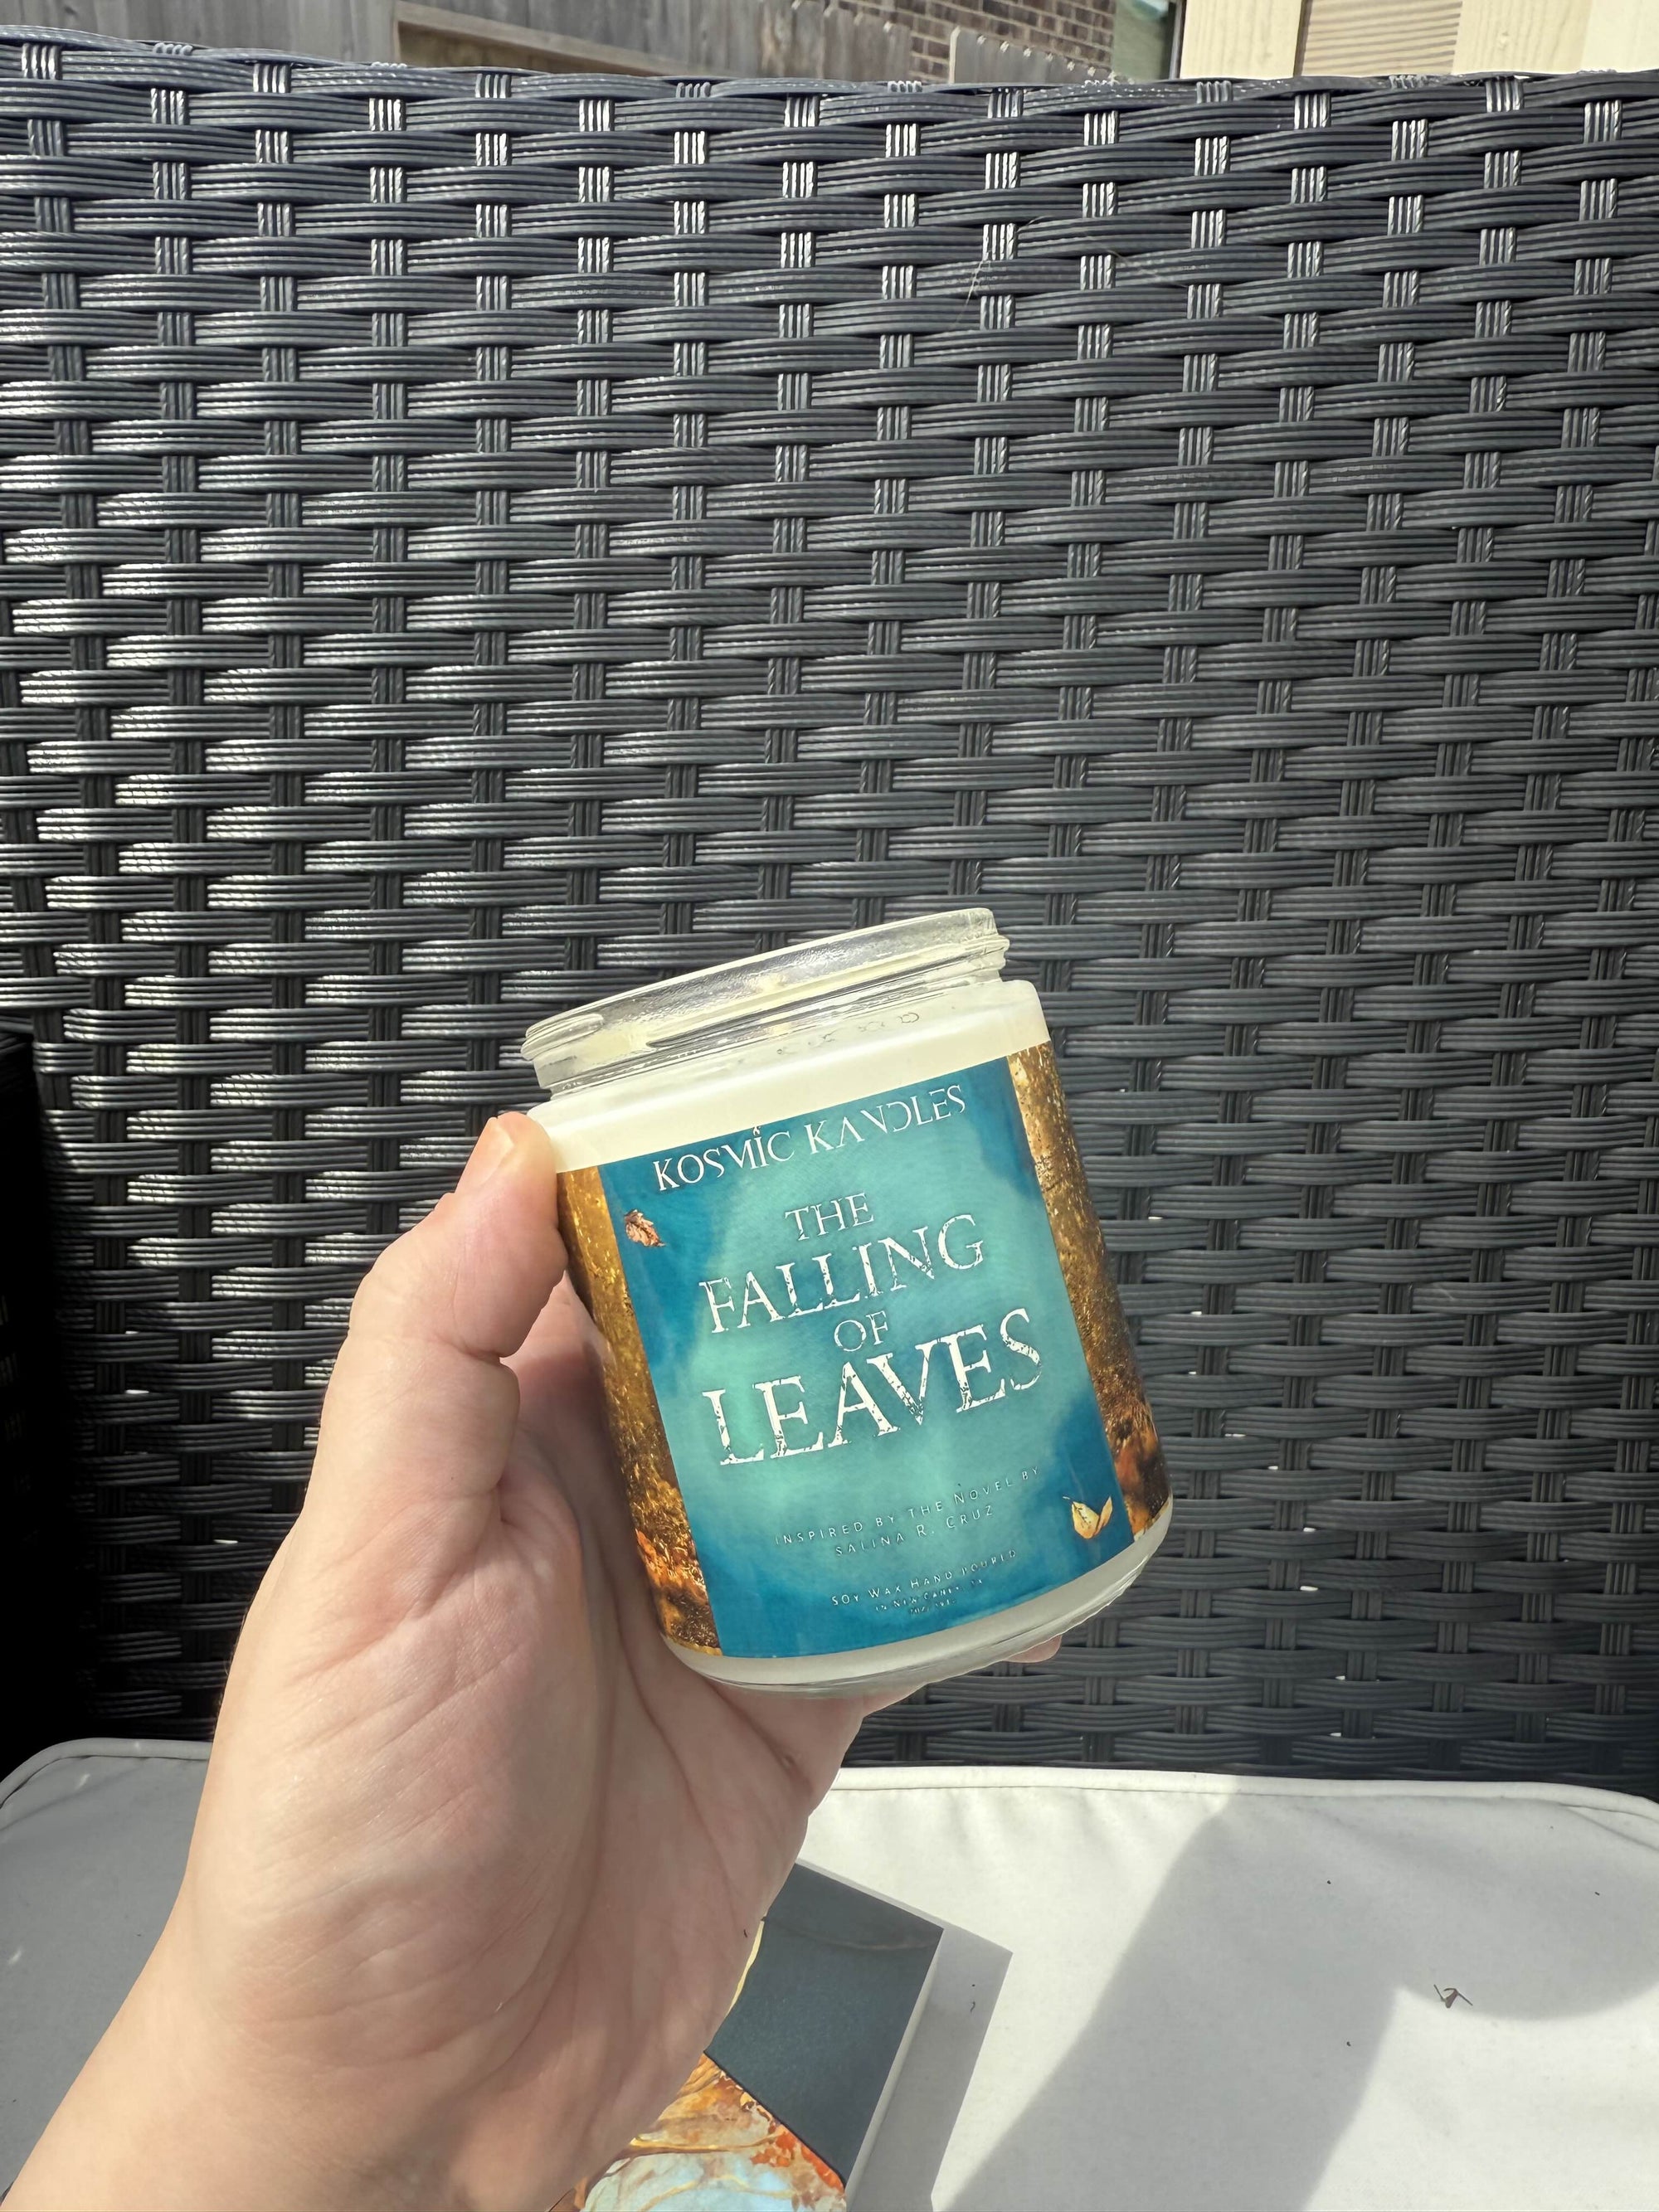 KOSMIC KANDLES
THE
FALLING
OF
LEAVES
INSPIRED BY THE NOVEL BY
SALINA R. CRUZ
SOY WAX HAND POURED